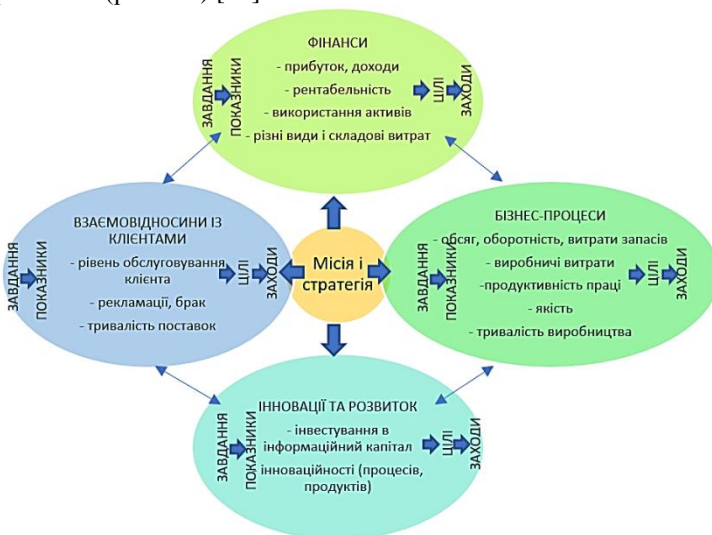 ФІНАНСИ
- прибуток, доходи
- рентабельність
- використання активів
- різні види і складові витрат
ЗАВДАННЯ
ПОКАЗНИКИ
ЦІЛІ
ЗАХОДИ
ВЗАЄМОВІДНОСИНИ ІЗ
КЛІЄНТАМИ
- рівень обслуговування
клієнта
- рекламації, брак
- тривалість поставок
ЗАВДАННЯ
ПОКАЗНИКИ
ЦІЛІ
ЗАХОДИ
Місія і
стратегія
БІЗНЕС-ПРОЦЕСИ
- обсяг, оборотність, витрати запасів
- виробничі витрати
-продуктивність праці
- якість
- тривалість виробництва
ЗАВДАННЯ
ПОКАЗНИКИ
ЦІЛІ
ЗАХОДИ
ІННОВАЦІЇ ТА РОЗВИТОК
- інвестування в
інформаційний капітал
інноваційності (процесів,
продуктів)
ЗАВДАННЯ
ПОКАЗНИКИ
ЦІЛІ
ЗАХОДИ